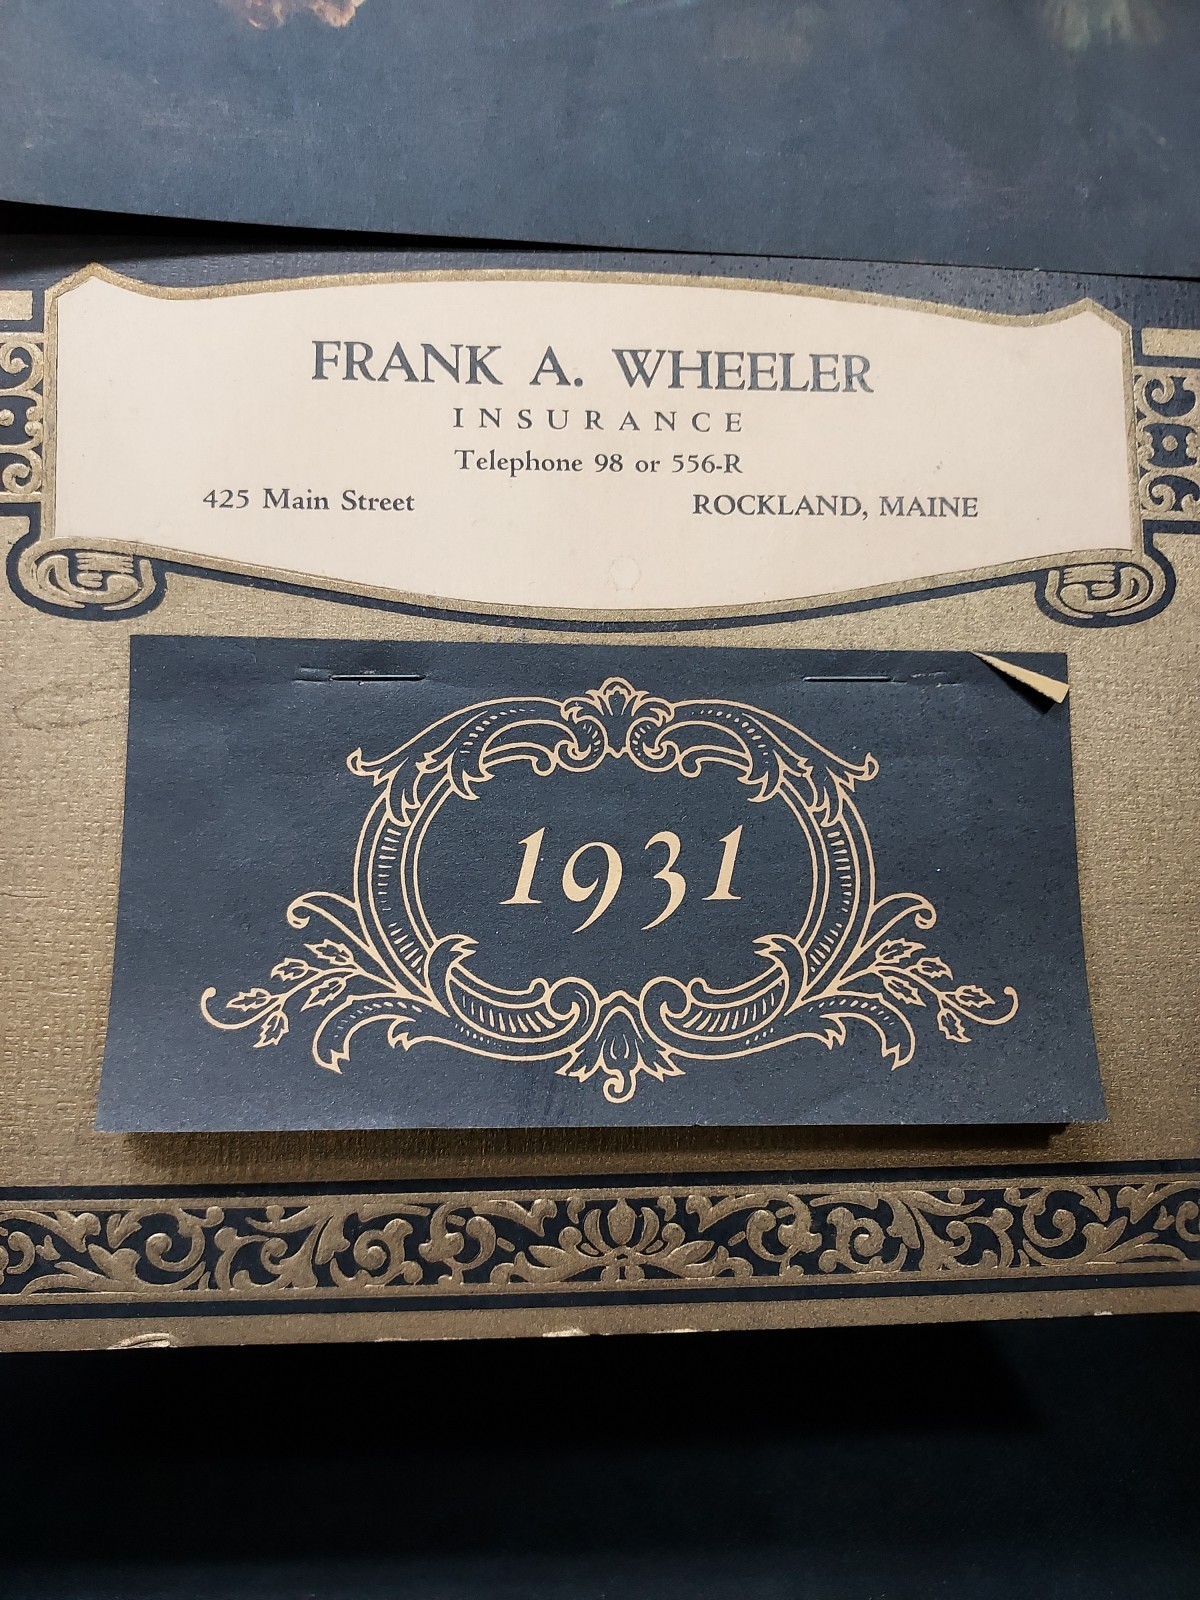 FRANK A. WHEELER
INSURANCE
Telephone 98 or 556-R
425 Main Street ROCKLAND, MAINE
1931